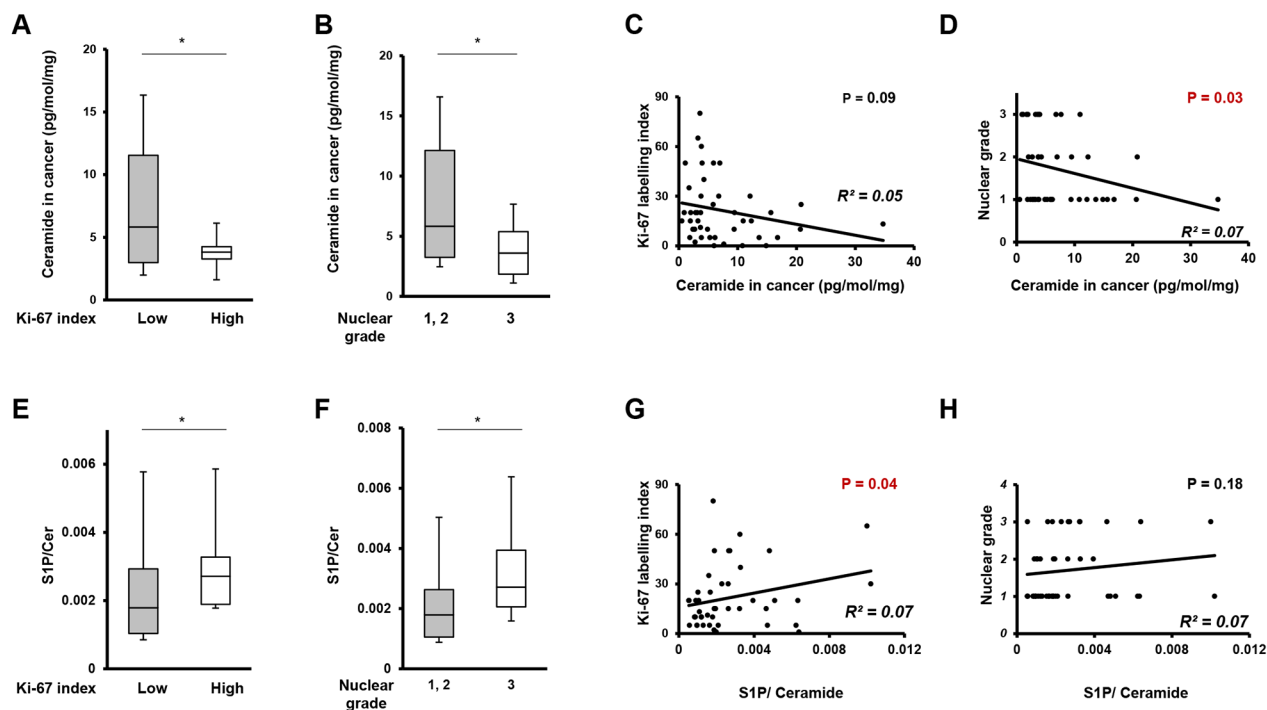 A
Ceramide in cancer (pg/mol/mg)
20
15
10
5
0
*
Ki-67 index
Low
High
B
Ceramide in cancer (pg/mol/mg)
20
15
10
5
0
*
Nuclear
grade
1, 2
3
C
Ki-67 labelling index
90
60
30
0
P = 0.09
R² = 0.05
0
10
20
30
40
Ceramide in cancer (pg/mol/mg)
D
Nuclear grade
3
2
1
0
P = 0.03
R² = 0.07
0
10
20
30
40
Ceramide in cancer (pg/mol/mg)
E
S1P/Cer
0.006
0.004
0.002
0
*
Ki-67 index
Low
High
F
S1P/Cer
0.008
0.006
0.004
0.002
0
*
Nuclear
grade
1, 2
3
G
Ki-67 labelling index
90
60
30
0
P = 0.04
R² = 0.07
0
0.004
0.008
0.012
S1P/ Ceramide
H
Nuclear grade
4
3
2
1
0
P = 0.18
R² = 0.07
0
0.004
0.008
0.012
S1P/ Ceramide